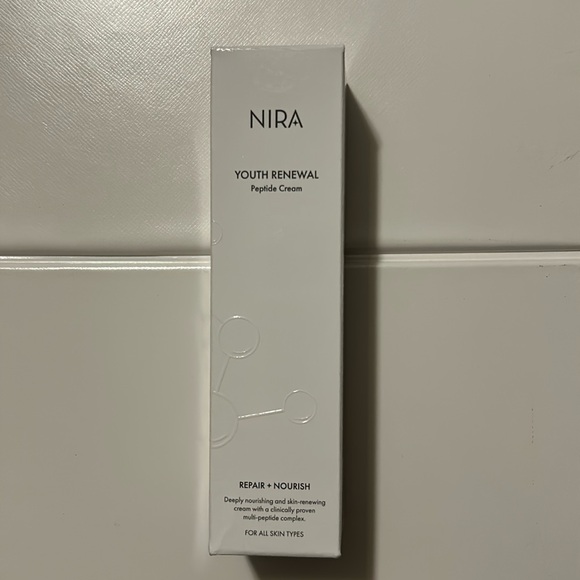 NIRA
YOUTH RENEWAL
Peptide Cream
REPAIR + NOURISH
Deeply nourishing and skin-renewing
cream with a clinically proven
multi-peptide complex.
FOR ALL SKIN TYPES